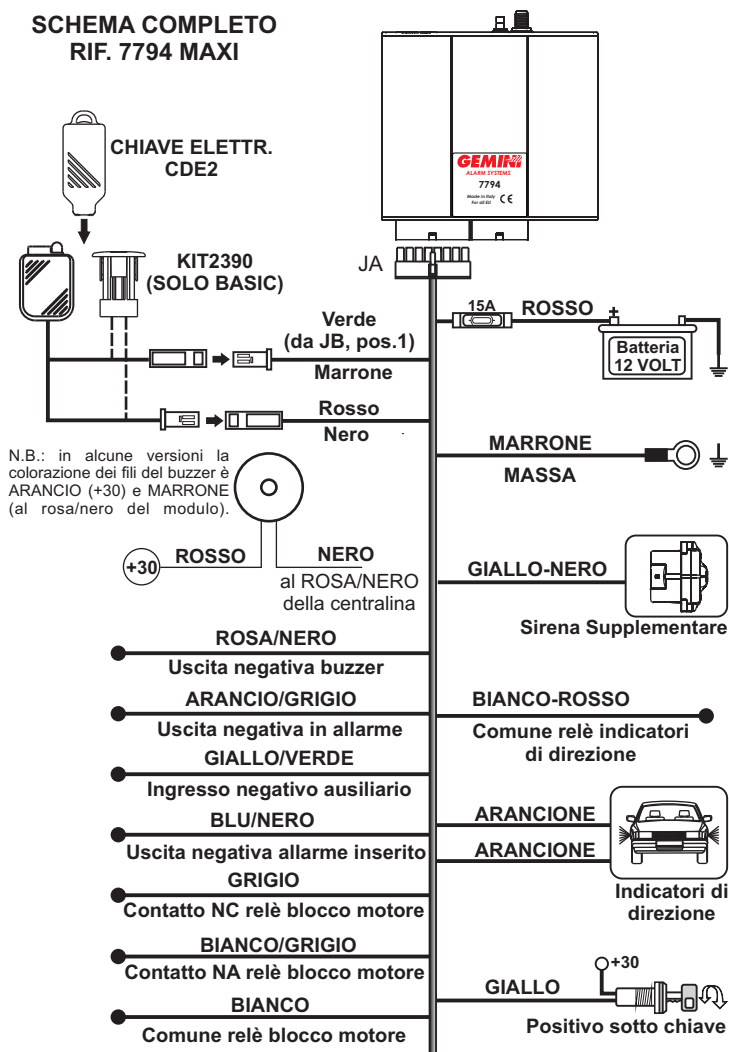 SCHEMA COMPLETO
RIF. 7794 MAXI
CHIAVE ELETTR.
CDE2
KIT2390
(SOLO BASIC)
GEMINI
ALARM SYSTEMS
7794
Made in Italy
For all EU
CE
JA
Verde
(da JB, pos.1)
Marrone
Rosso
Nero
15A
ROSSO
+
Batteria
12 VOLT
N.B.: in alcune versioni la
colorazione dei fili del buzzer è
ARANCIO (+30) e MARRONE
(al rosa/nero del modulo).
MARRONE
MASSA
+30
ROSSO
NERO
al ROSA/NERO
della centralina
GIALLO-NERO
Sirena Supplementare
ROSA/NERO
Uscita negativa buzzer
ARANCIO/GRIGIO
Uscita negativa in allarme
GIALLO/VERDE
Ingresso negativo ausiliario
BLU/NERO
Uscita negativa allarme inserito
GRIGIO
Contatto NC relè blocco motore
BIANCO/GRIGIO
Contatto NA relè blocco motore
BIANCO
Comune relè blocco motore
BIANCO-ROSSO
Comune relè indicatori
di direzione
ARANCIONE
ARANCIONE
Indicatori di
direzione
+30
GIALLO
Positivo sotto chiave